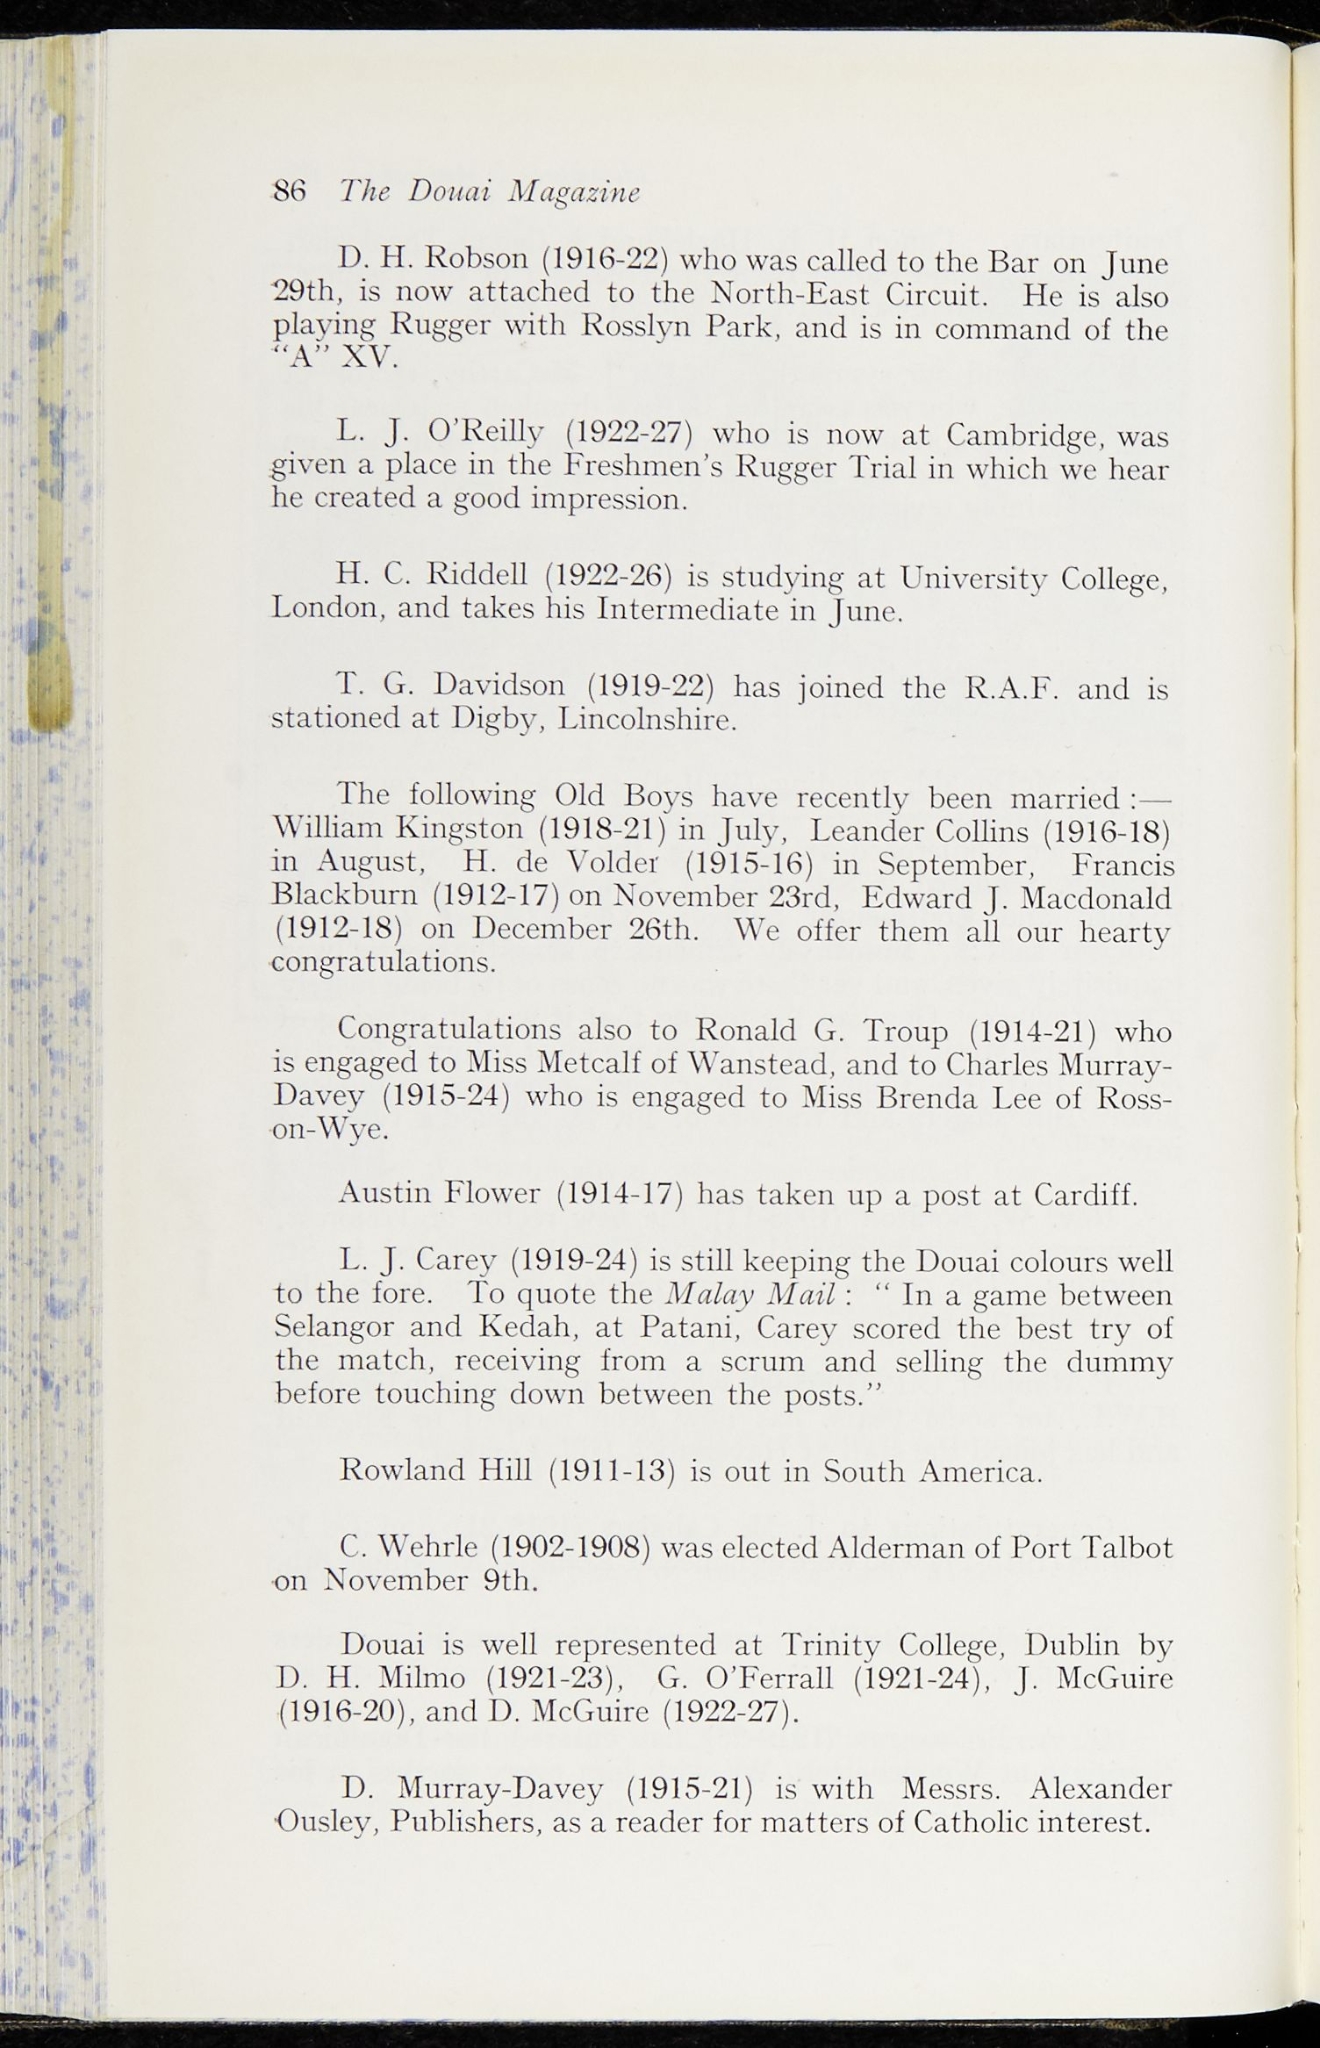 86 The Douai Magazine
D. H. Robson (1916-22) who was called to the Bar on June
29th, is now attached to the North-East Circuit. He is also
playing Rugger with Rosslyn Park, and is in command of the
"A" XV.
L. J. O'Reilly (1922-27) who is now at Cambridge, was
given a place in the Freshmen's Rugger Trial in which we hear
he created a good impression.
H. C. Riddell (1922-26) is studying at University College,
London, and takes his Intermediate in June.
T. G. Davidson (1919-22) has joined the R.A.F. and is
stationed at Digby, Lincolnshire.
The following Old Boys have recently been married :—
William Kingston (1918-21) in July, Leander Collins (1916-18)
in August, H. de Volder (1915-16) in September, Francis
Blackburn (1912-17) on November 23rd, Edward J. Macdonald
(1912-18) on December 26th. We offer them all our hearty
congratulations.
Congratulations also to Ronald G. Troup (1914-21) who
is engaged to Miss Metcalf of Wanstead, and to Charles Murray-
Davey (1915-24) who is engaged to Miss Brenda Lee of Ross-
on-Wye.
Austin Flower (1914-17) has taken up a post at Cardiff.
L. J. Carey (1919-24) is still keeping the Douai colours well
to the fore. To quote the Malay Mail : " In a game between
Selangor and Kedah, at Patani, Carey scored the best try of
the match, receiving from a scrum and selling the dummy
before touching down between the posts."
Rowland Hill (1911-13) is out in South America.
C. Wehrle (1902-1908) was elected Alderman of Port Talbot
on November 9th.
Douai is well represented at Trinity College, Dublin by
D. H. Milmo (1921-23), G. O'Ferrall (1921-24), J. McGuire
(1916-20), and D. McGuire (1922-27).
D. Murray-Davey (1915-21) is with Messrs. Alexander
Ousley, Publishers, as a reader for matters of Catholic interest.